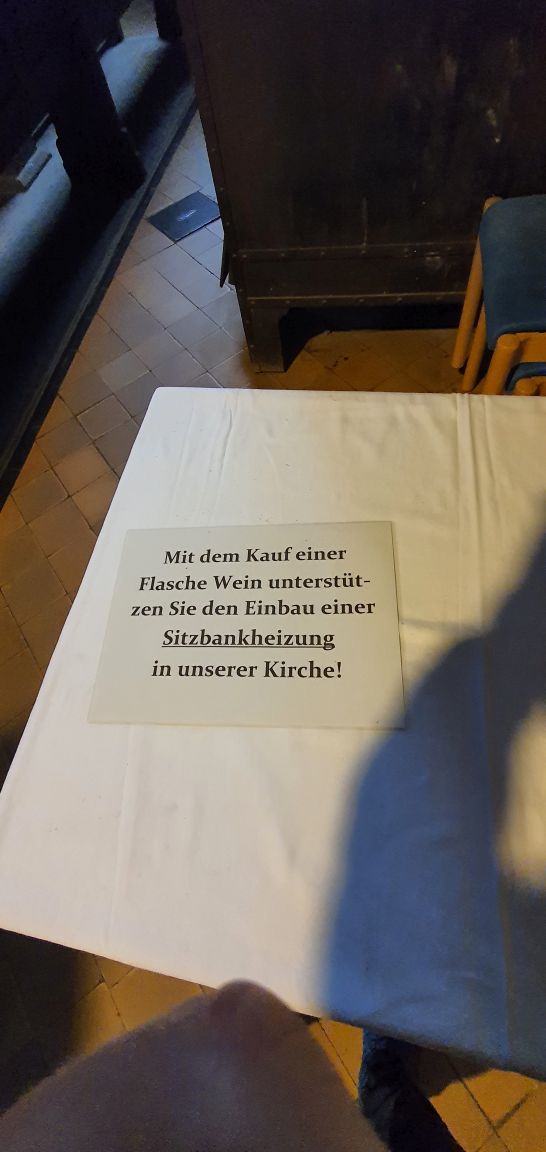 Mit dem Kauf einer
Flasche Wein unterstüt-
zen Sie den Einbau einer
Sitzbankheizung
in unserer Kirche!